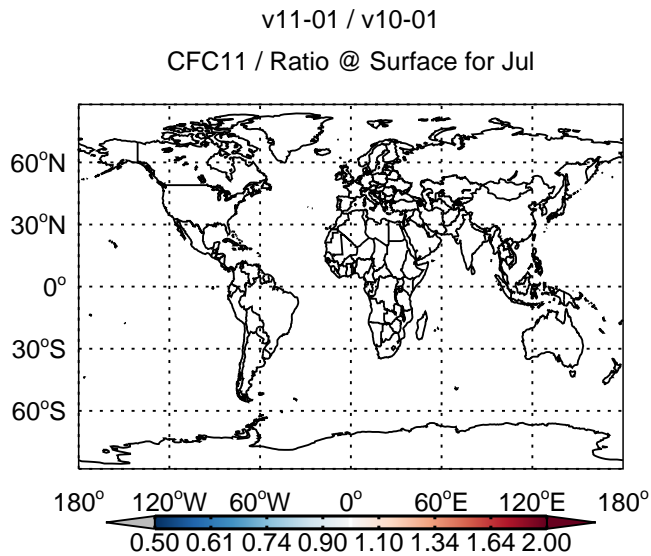 v11-01 / v10-01
CFC11 / Ratio @ Surface for Jul
60°N
30°N
0°
30°S
60°S
180° 120°W 60°W 0° 60°E 120°E 180°
0.50 0.61 0.74 0.90 1.10 1.34 1.64 2.00